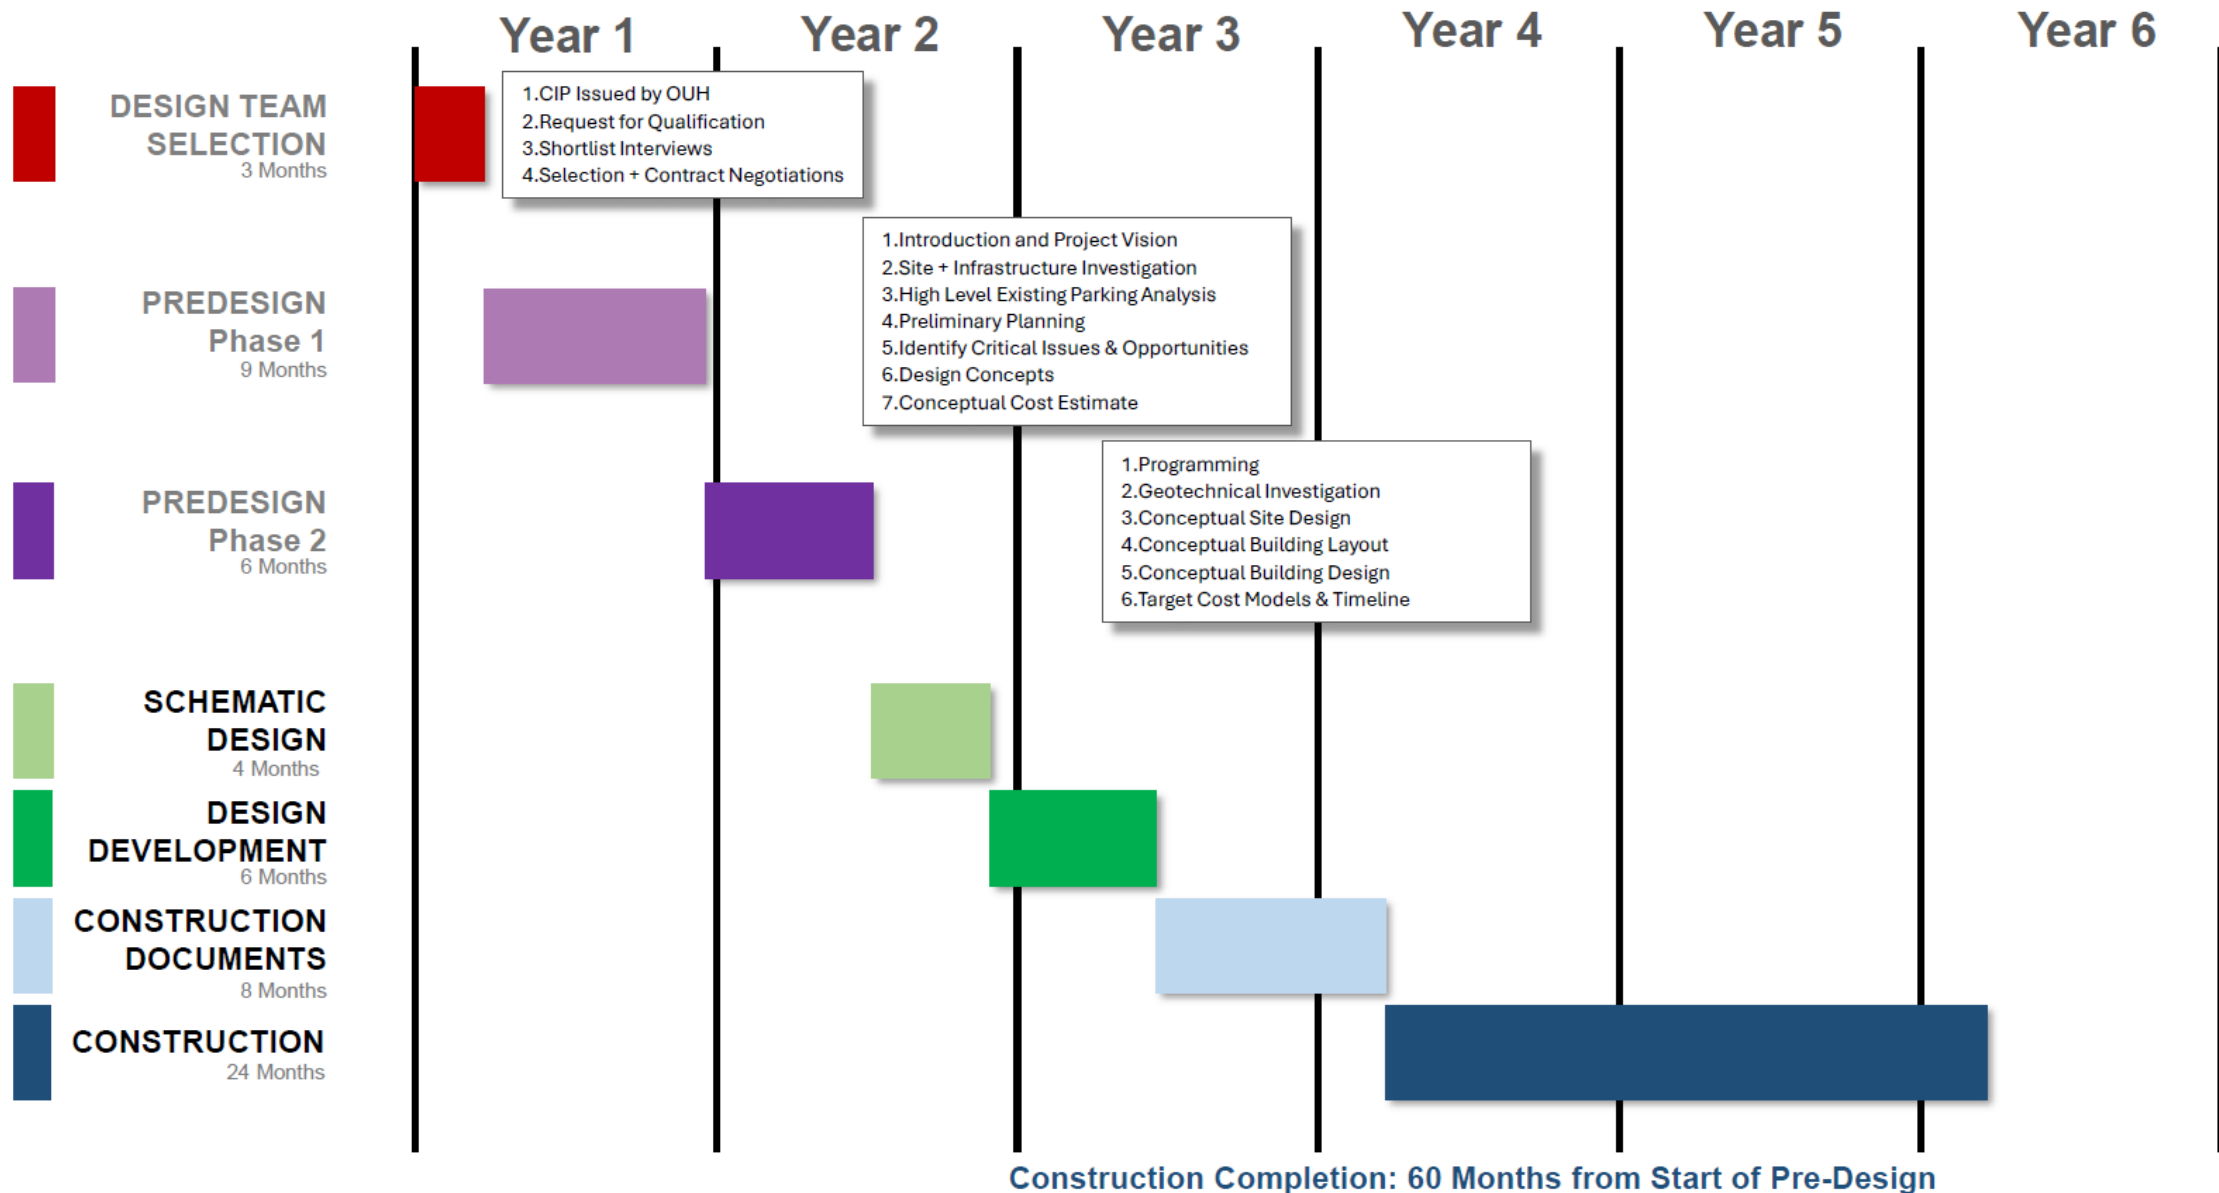 Year 1
Year 2
Year 3
Year 4
Year 5
Year 6
DESIGN TEAM
SELECTION
3 Months
1.CIP Issued by OUH
2.Request for Qualification
3.Shortlist Interviews
4.Selection + Contract Negotiations
PREDESIGN
Phase 1
9 Months
1.Introduction and Project Vision
2.Site + Infrastructure Investigation
3.High Level Existing Parking Analysis
4.Preliminary Planning
5.Identify Critical Issues & Opportunities
6.Design Concepts
7.Conceptual Cost Estimate
PREDESIGN
Phase 2
6 Months
1.Programming
2.Geotechnical Investigation
3.Conceptual Site Design
4.Conceptual Building Layout
5.Conceptual Building Design
6.Target Cost Models & Timeline
SCHEMATIC
DESIGN
4 Months
DESIGN
DEVELOPMENT
6 Months
CONSTRUCTION
DOCUMENTS
8 Months
CONSTRUCTION
24 Months
Construction Completion: 60 Months from Start of Pre-Design